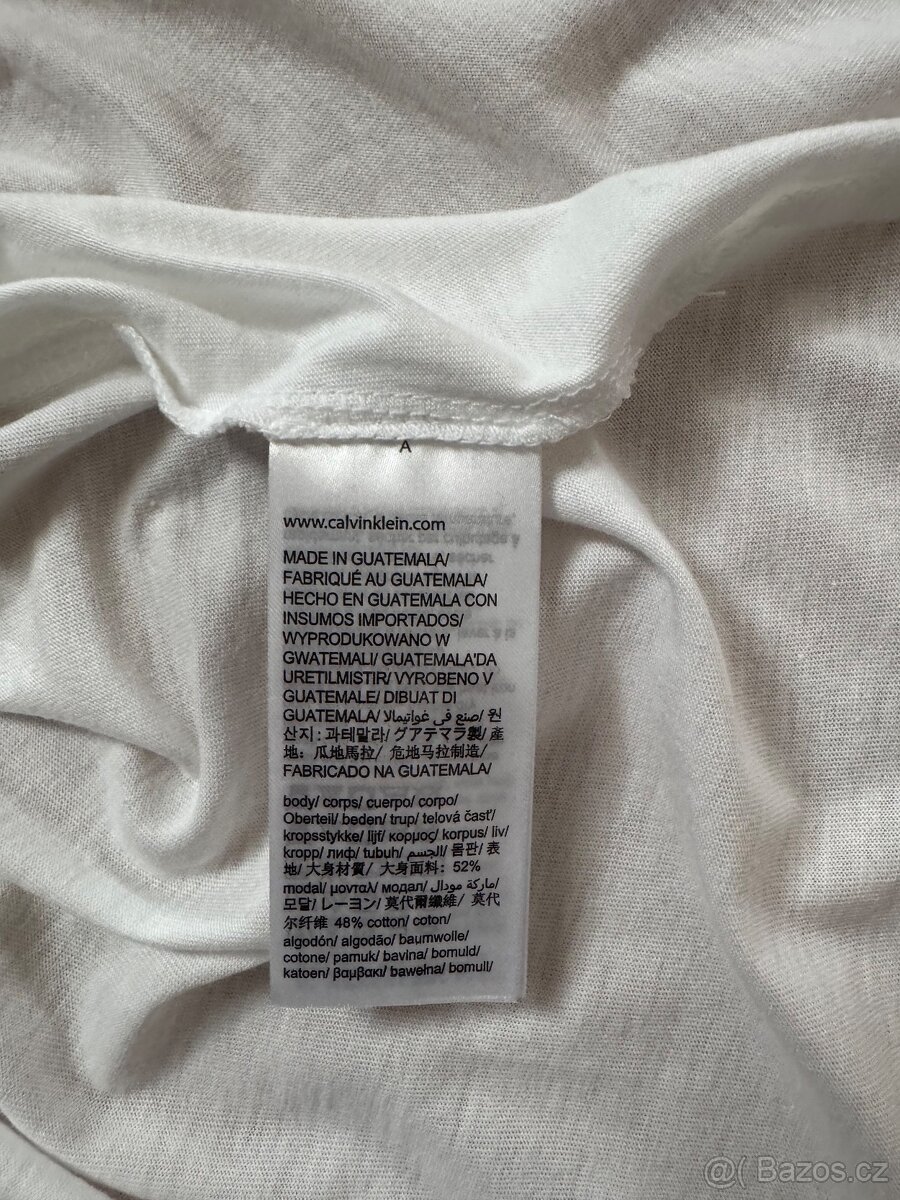 A
www.calvinklein.com
MADE IN GUATEMALA/
FABRIQUÉ AU GUATEMALA/
HECHO EN GUATEMALA CON
INSUMOS IMPORTADOS/
WYPRODUKOWANO W
GWATEMALI/ GUATEMALA'DA
URETILMISTIR/ VYROBENO V
GUATEMALE/ DIBUAT DI
GUATEMALA/ صنع في غواتيمالا/ 원
산지: 과테말라/ グアテマラ製/ 產
地: 瓜地馬拉/ 危地马拉制造/
FABRICADO NA GUATEMALA/
body/ corps/ cuerpo/ corpo/
Oberteil/ beden/ trup/ telová časť/
kropsstykke/ lijf/ κορμος/ korpus/ liv/
kropp/ лиф/ tubuh/ الجسم/ 몸판/ 表
地/ 大身材質/ 大身面料: 52%
modal/ μονταλ/ модал/ ماركة مودال/
모달/ レーヨン/ 莫代爾纖維/ 莫代
尔纤维 48% cotton/ coton/
algodón/ algodão/ baumwolle/
cotone/ pamuk/ bavlna/ bomuld/
katoen/ βαμβακι/ bawełna/ bomull/
@( Bazos.cz